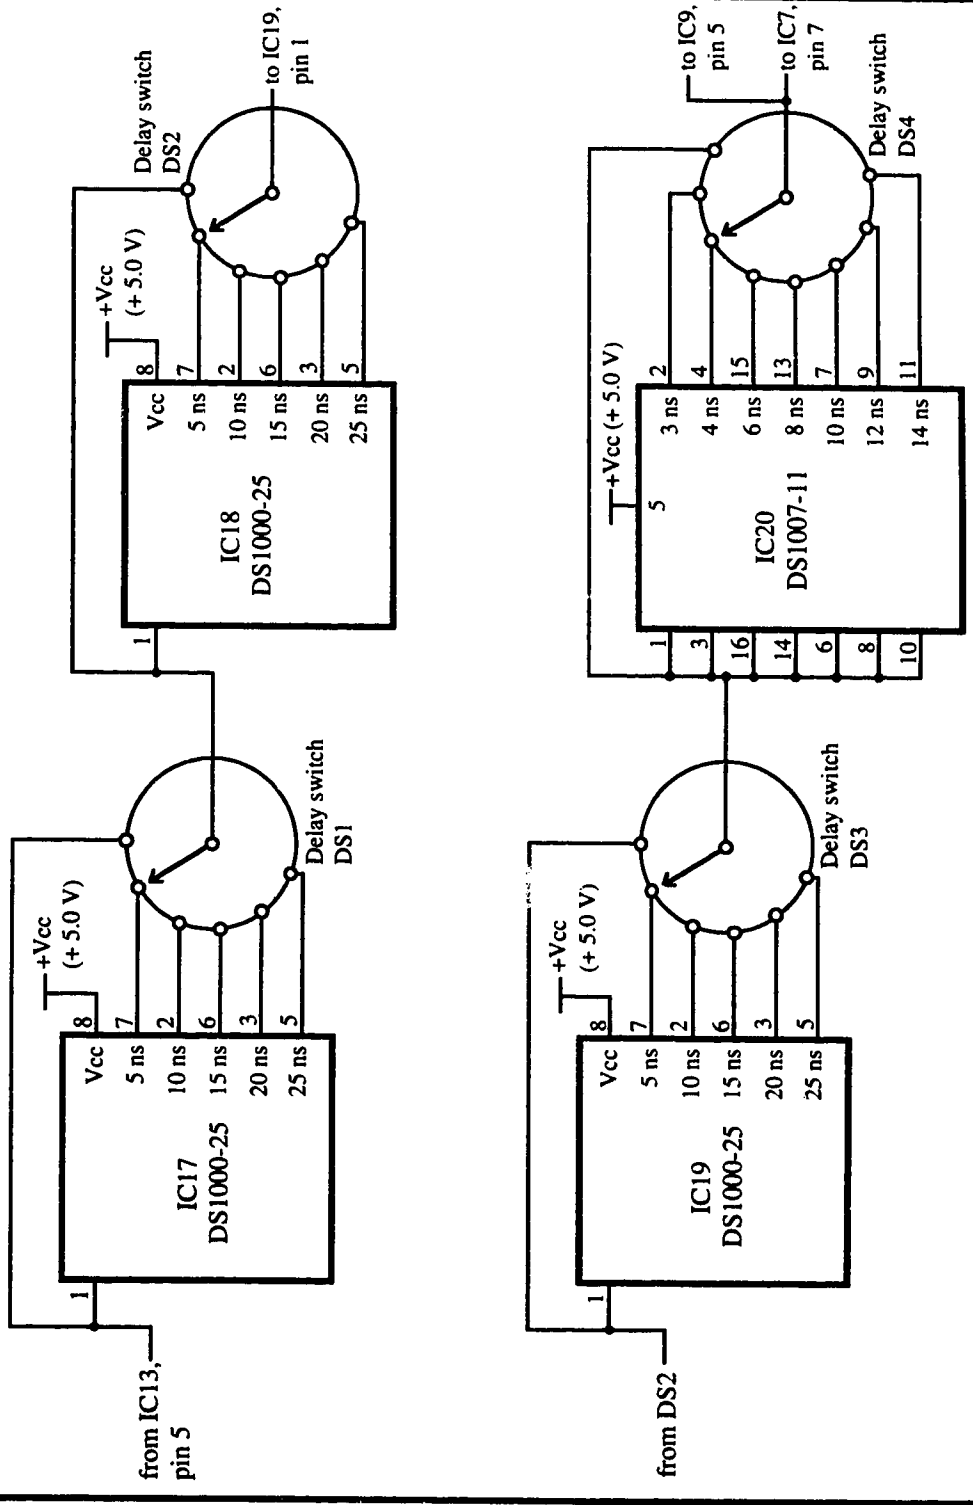 from IC13,
pin 5
1
IC17
DS1000-25
Vcc
5 ns
10 ns
15 ns
20 ns
25 ns
8
7
2
6
3
5
+Vcc
(+ 5.0 V)
Delay switch
DS1
1
IC18
DS1000-25
Vcc
5 ns
10 ns
15 ns
20 ns
25 ns
8
7
2
6
3
5
+Vcc
(+ 5.0 V)
Delay switch
DS2
to IC19,
pin 1
from DS2
1
IC19
DS1000-25
Vcc
5 ns
10 ns
15 ns
20 ns
25 ns
8
7
2
6
3
5
+Vcc
(+ 5.0 V)
Delay switch
DS3
1
3
16
14
6
8
10
IC20
DS1007-11
5
+Vcc (+ 5.0 V)
3 ns
4 ns
6 ns
8 ns
10 ns
12 ns
14 ns
2
4
15
13
7
9
11
Delay switch
DS4
to IC9,
pin 5
to IC7,
pin 7